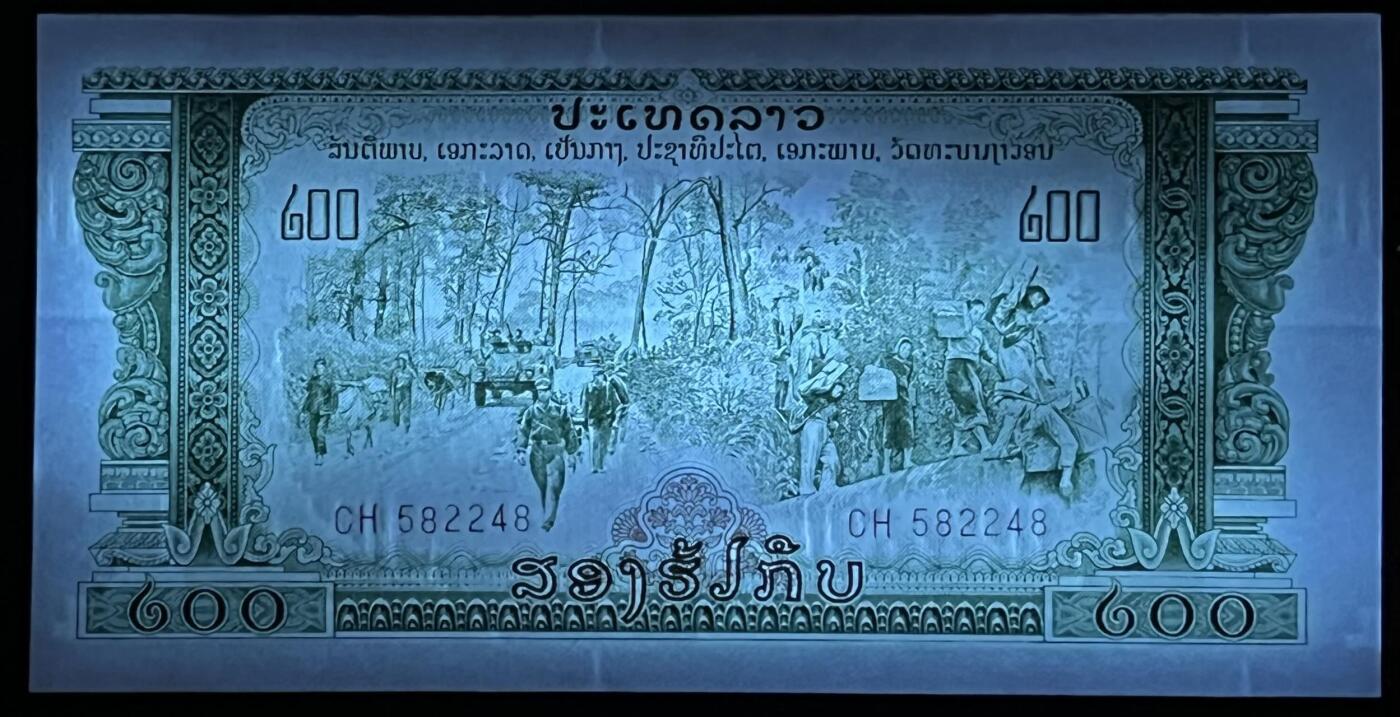 ປະເທດລາວ
ສັນຕິພາບ, ເອກະລາດ, ເປັນກາງ, ປະຊາທິປະໄຕ, ເອກະພາບ, ວັດທະນາຖາວອນ
໒໐໐ ໒໐໐
CH 582248 CH 582248
ສອງຮ້ຽກີບ
໒໐໐ ໒໐໐